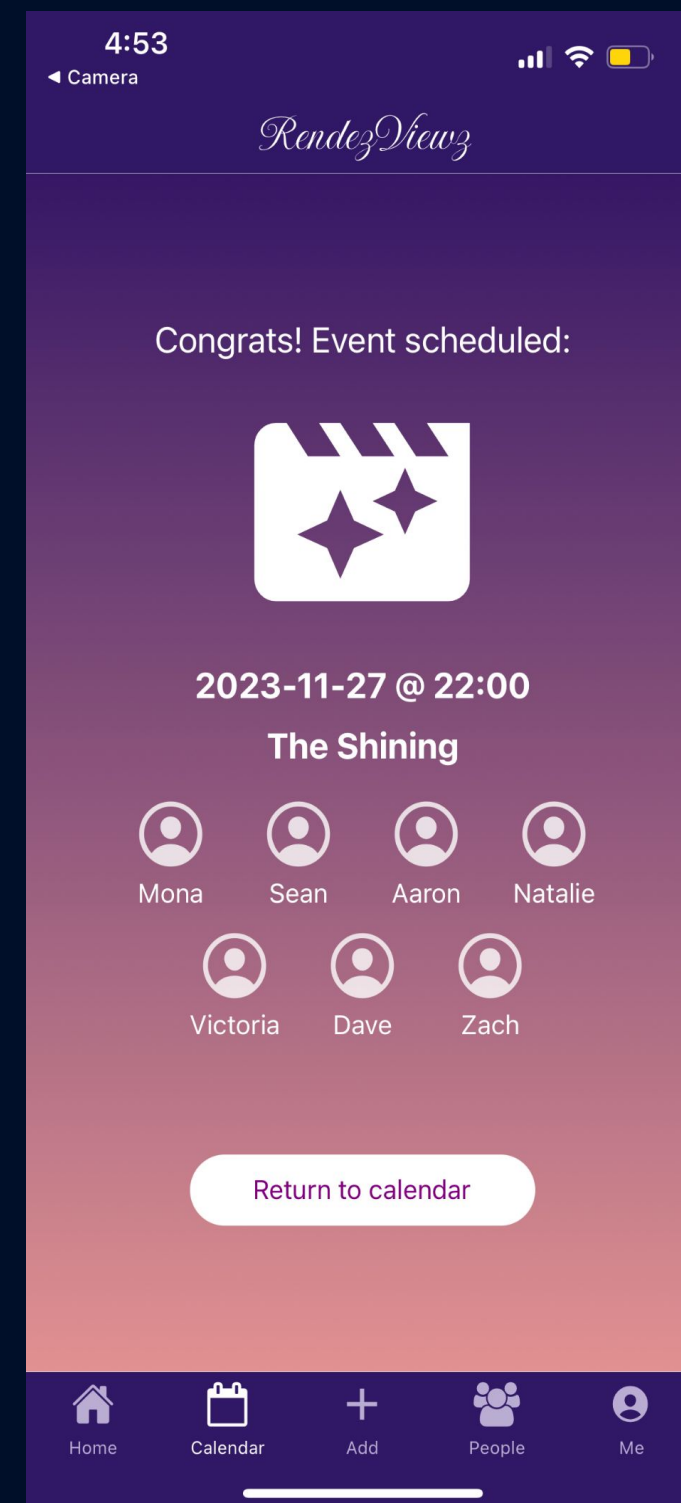 4:53
◀ Camera
RendezViewz
Congrats! Event scheduled:
2023-11-27 @ 22:00
The Shining
Mona Sean Aaron Natalie
Victoria Dave Zach
Return to calendar
Home Calendar Add People Me